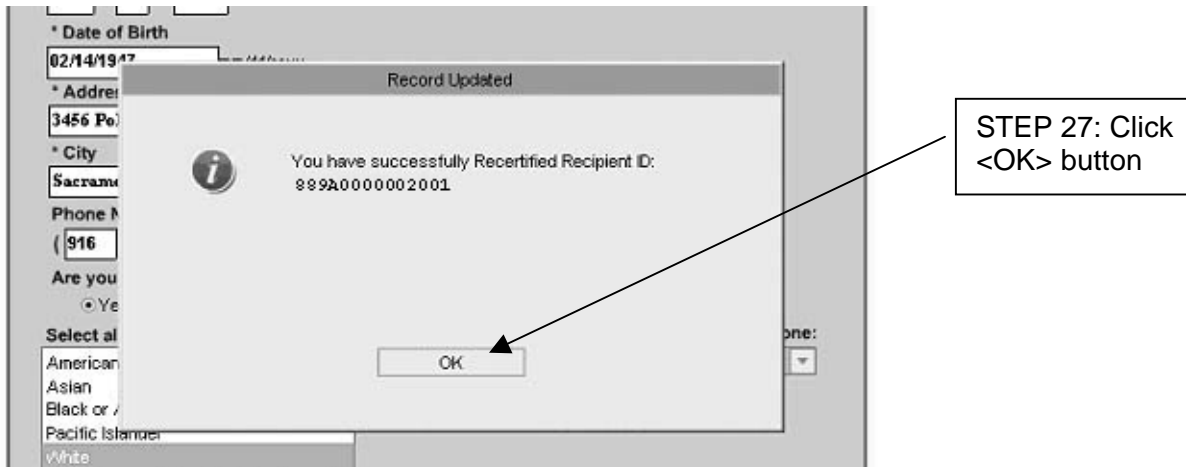 * Date of Birth
02/14/1947
Record Updated
* Addre
3456 Po
* City
Sacram
You have successfully Recertified Recipient ID:
889A0000002001
Phone N
( 916
Are you
Ye
Select al
one:
American
Asian
Black or
Pacific Islander
White
OK
STEP 27: Click
<OK> button